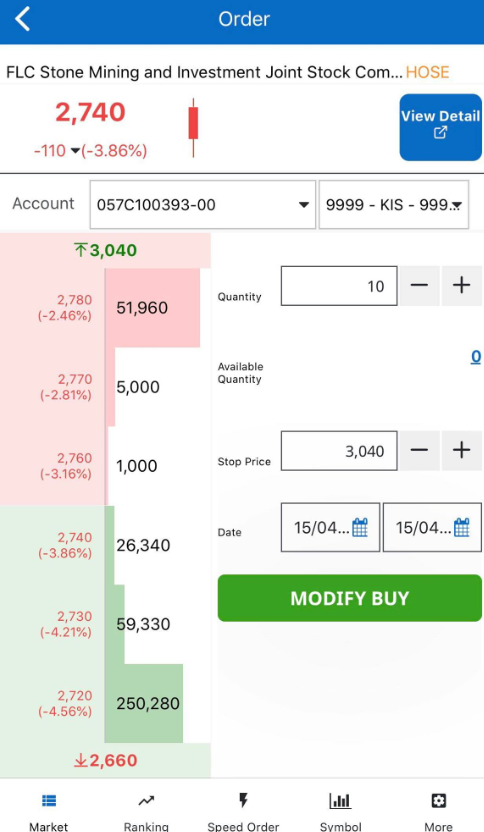 Order
FLC Stone Mining and Investment Joint Stock Com... HOSE
2,740
-110 (-3.86%)
View Detail
Account
057C100393-00
9999 - KIS - 999..
3,040
2,780
(-2.46%)
51,960
2,770
(-2.81%)
5,000
2,760
(-3.16%)
1,000
2,740
(-3.86%)
26,340
2,730
(-4.21%)
59,330
2,720
(-4.56%)
250,280
2,660
Quantity
10
Available
Quantity
0
Stop Price
3,040
Date
15/04...
15/04...
MODIFY BUY
Market
Ranking
Speed Order
Symbol
More